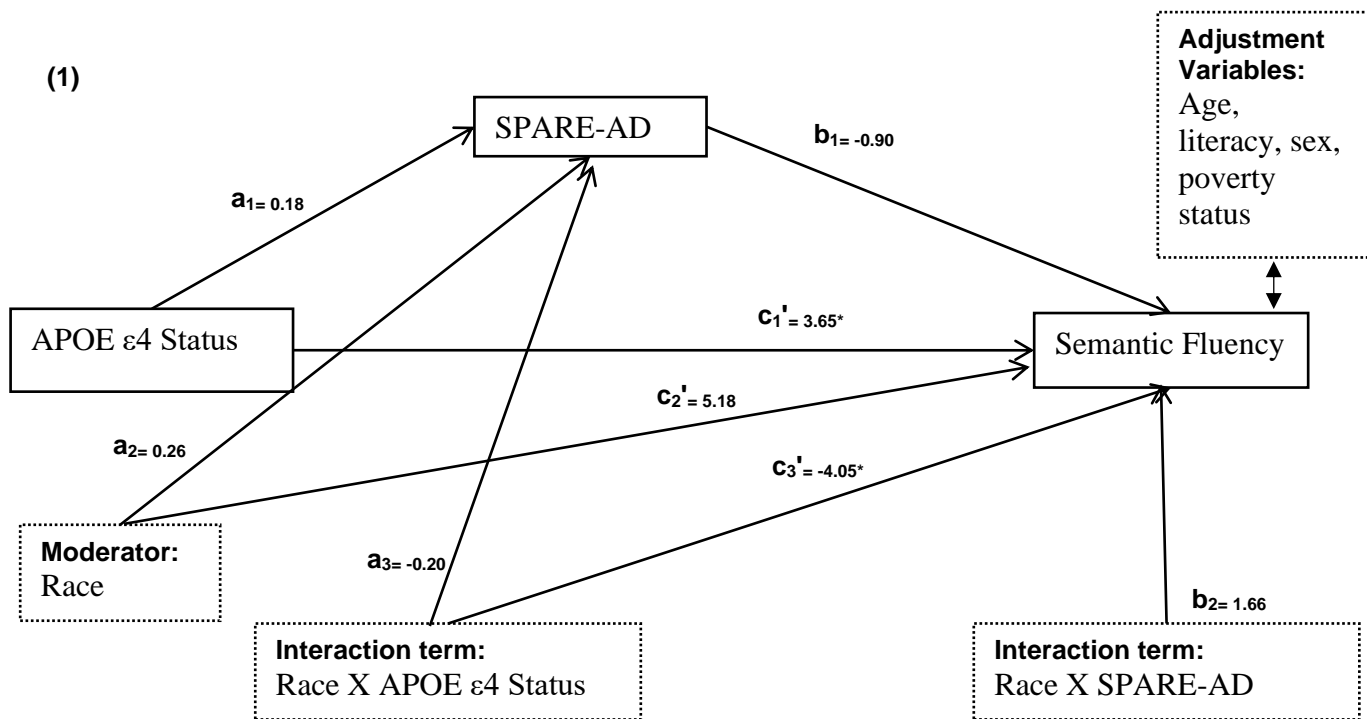 (1)
Adjustment
Variables:
Age,
literacy, sex,
poverty
status
SPARE-AD
b1= -0.90
a1= 0.18
APOE ε4 Status
c1'= 3.65*
Semantic Fluency
c2'= 5.18
a2= 0.26
c3'= -4.05*
Moderator:
Race
a3= -0.20
b2= 1.66
Interaction term:
Race X APOE ε4 Status
Interaction term:
Race X SPARE-AD